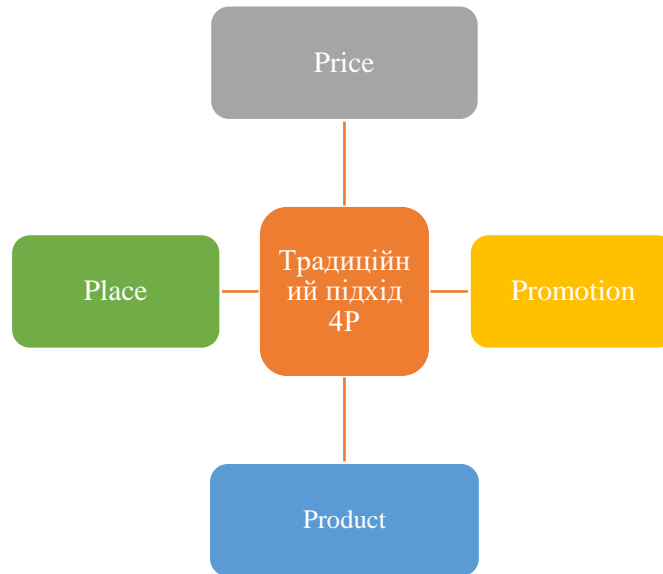 Price
Place
Традиційн
ий підхід
4P
Promotion
Product